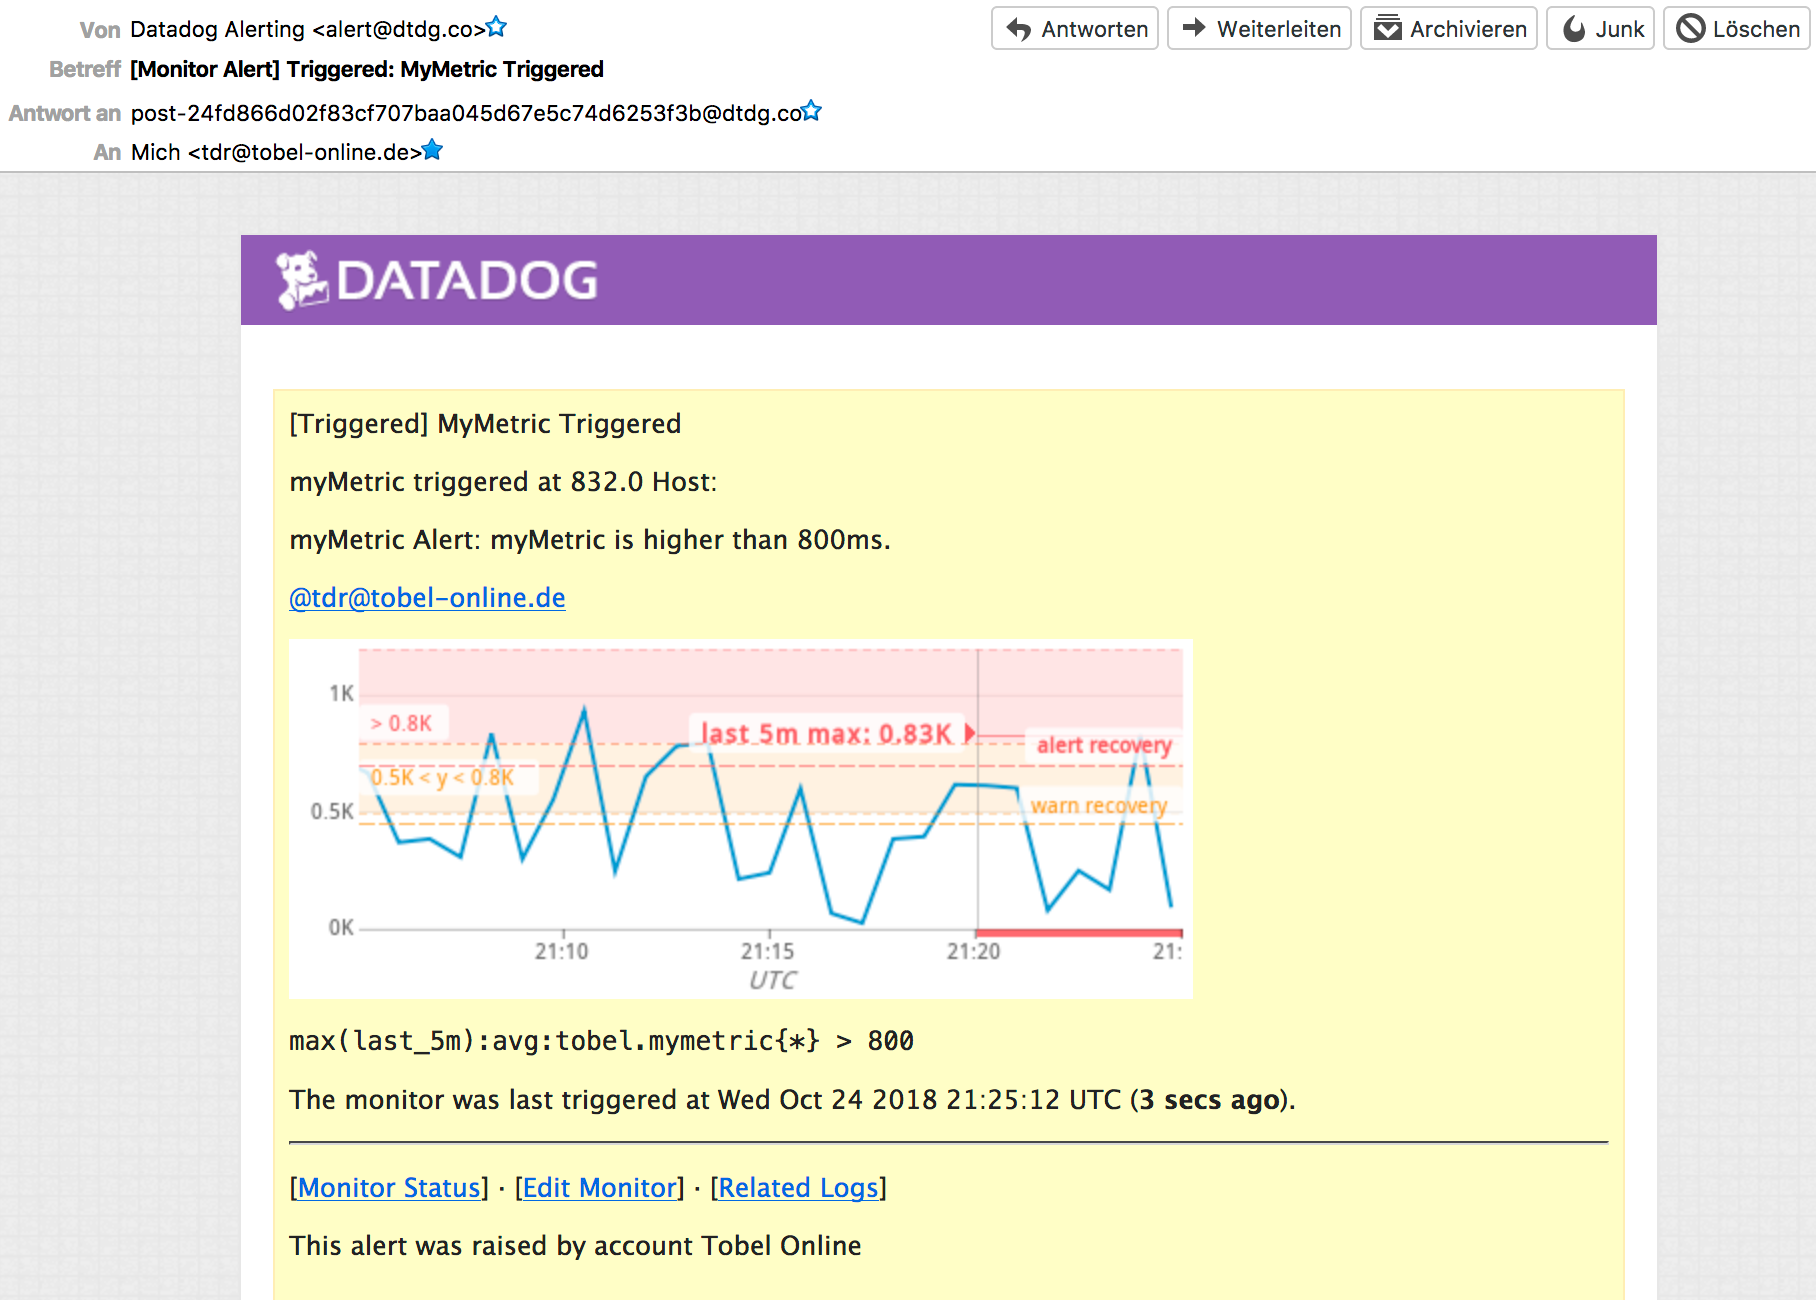 Von Datadog Alerting <alert@dtdg.co>
Antworten Weiterleiten Archivieren Junk Löschen
Betreff [Monitor Alert] Triggered: MyMetric Triggered
Antwort an post-24fd866d02f83cf707baa045d67e5c74d6253f3b@dtdg.co
An Mich <tdr@tobel-online.de>
DATADOG
[Triggered] MyMetric Triggered
myMetric triggered at 832.0 Host:
myMetric Alert: myMetric is higher than 800ms.
@tdr@tobel-online.de
1K
> 0.8K
last_5m max: 0.83K
alert recovery
0.5K < y < 0.8K
warn recovery
0.5K
0K
21:10 21:15 21:20 21:
UTC
max(last_5m):avg:tobel.mymetric{*} > 800
The monitor was last triggered at Wed Oct 24 2018 21:25:12 UTC (3 secs ago).
[Monitor Status] · [Edit Monitor] · [Related Logs]
This alert was raised by account Tobel Online